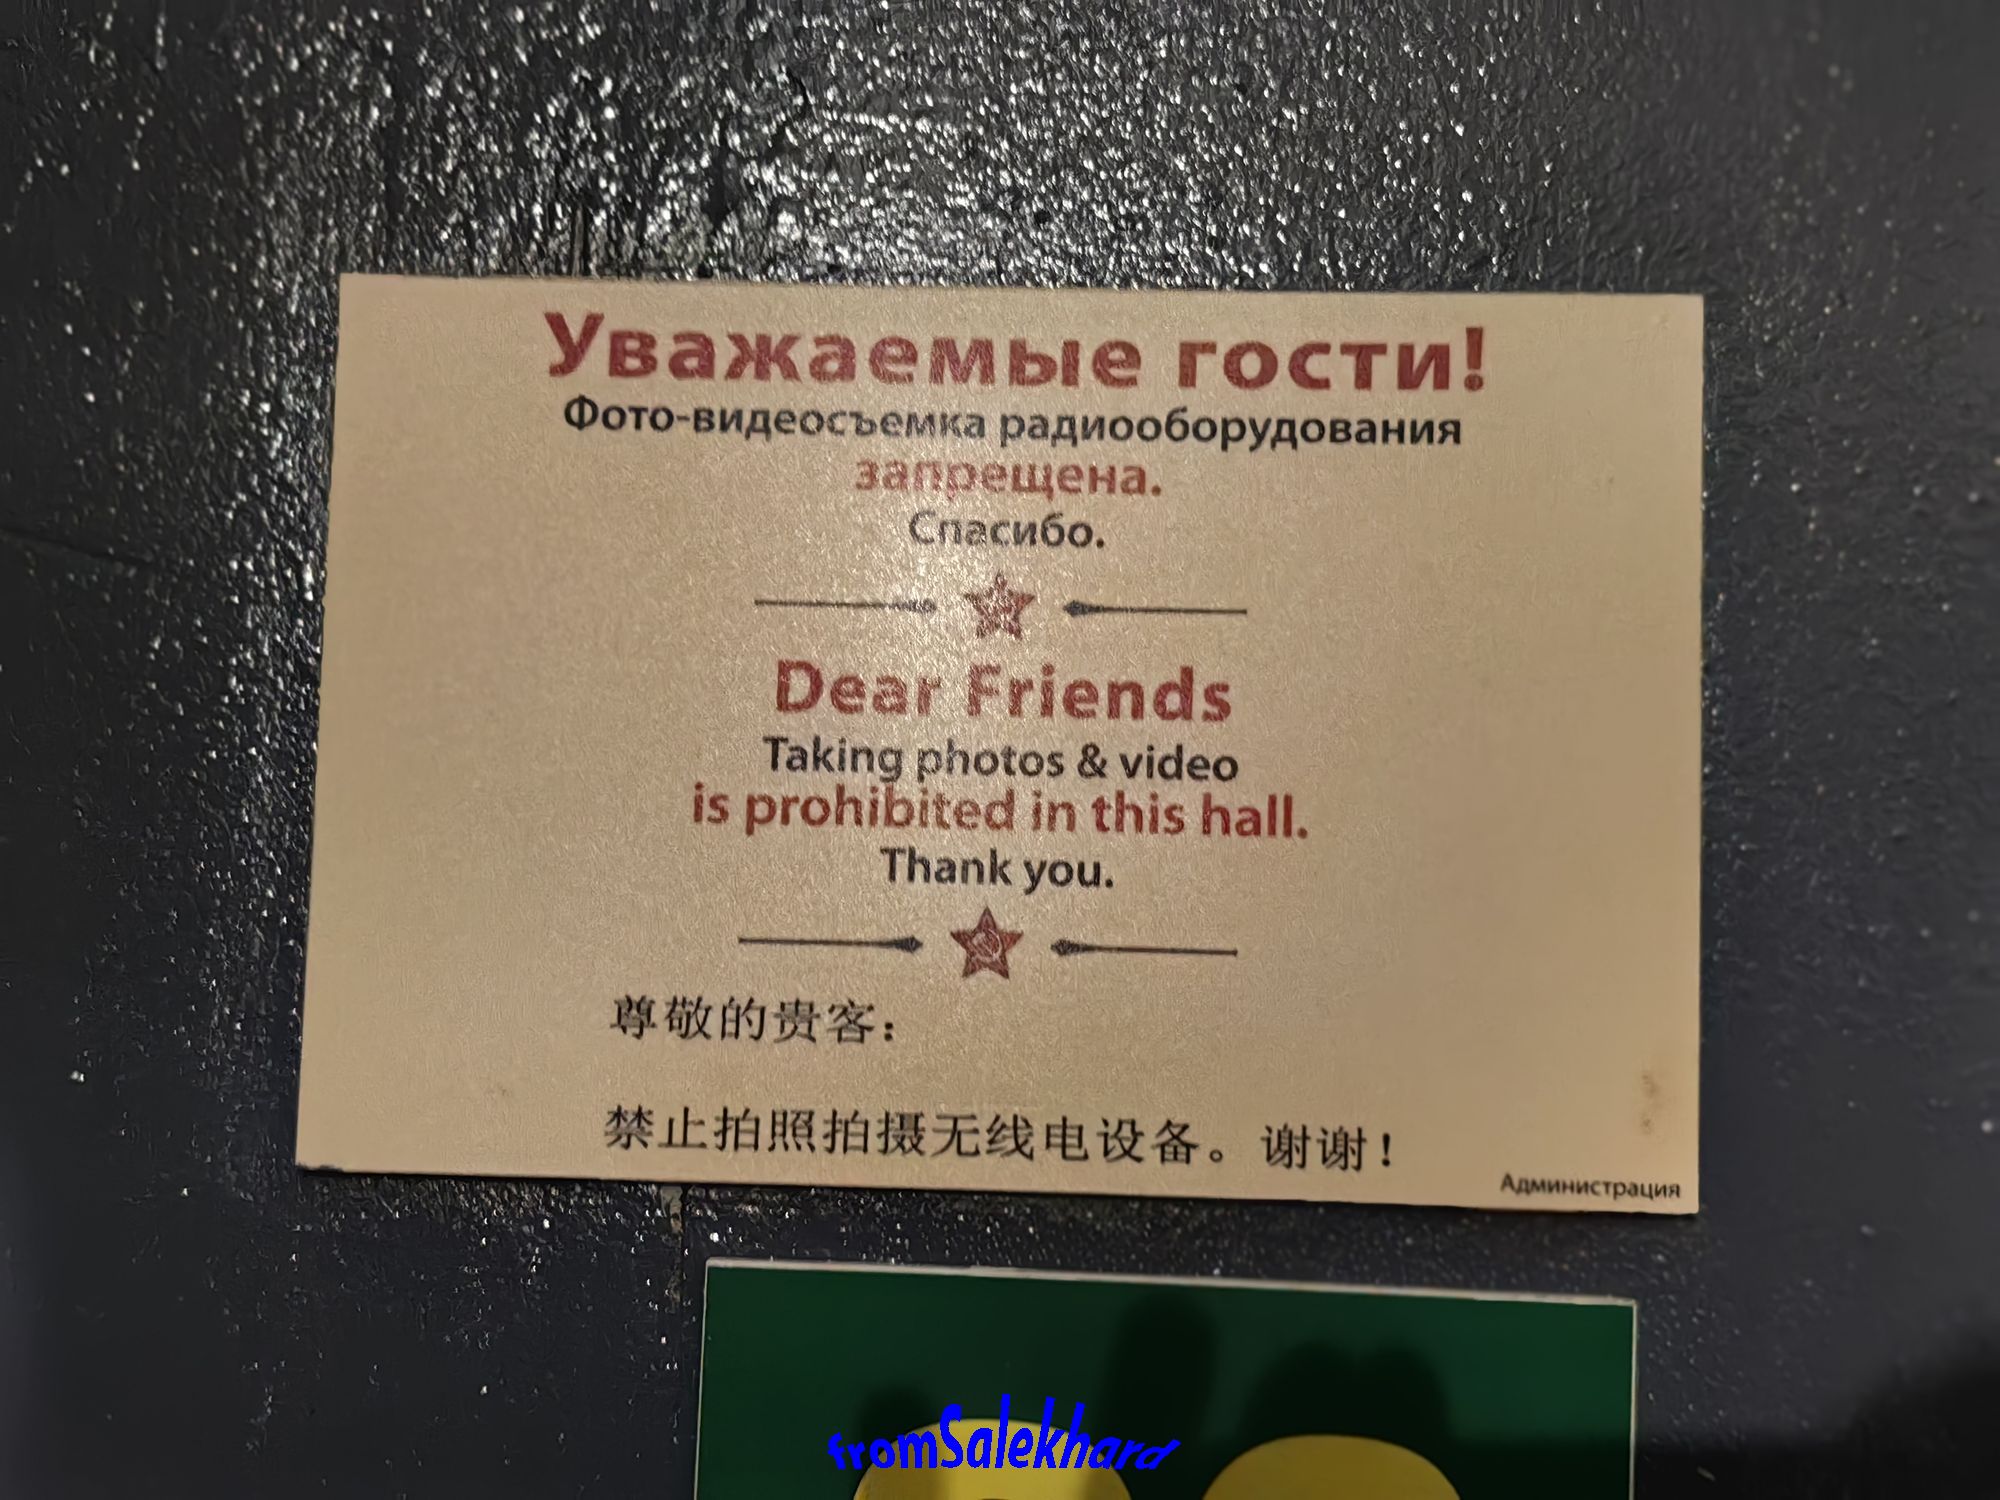 Уважаемые гости!
Фото-видеосъемка радиооборудования
запрещена.
Спасибо.
Dear Friends
Taking photos & video
is prohibited in this hall.
Thank you.
尊敬的贵客：
禁止拍照拍摄无线电设备。谢谢！
Администрация
fromSalekhard